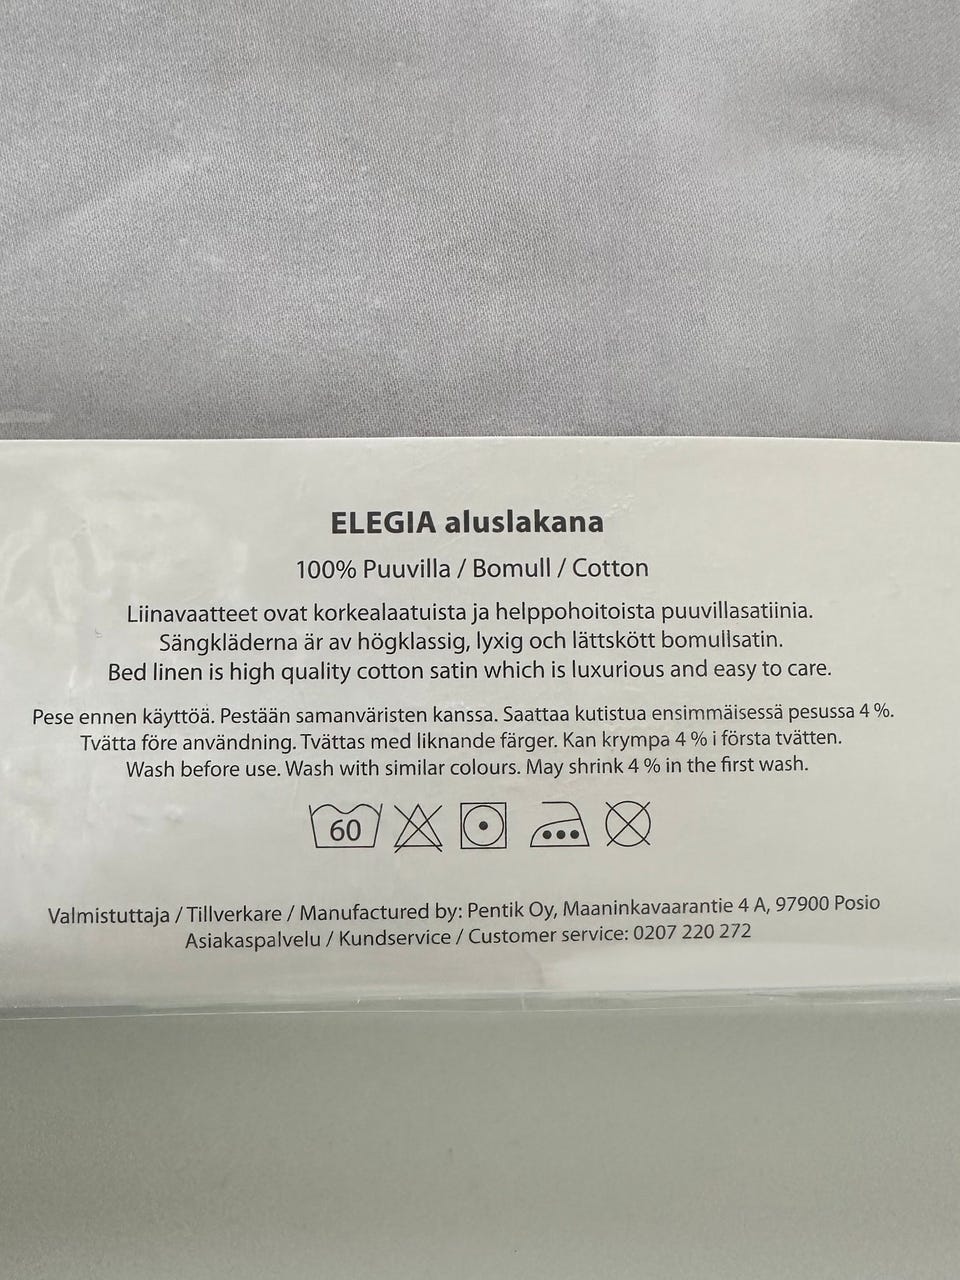 ELEGIA aluslakana
100% Puuvilla / Bomull / Cotton
Liinavaatteet ovat korkealaatuista ja helppohoitoista puuvillasatiinia.
Sängkläderna är av högklassig, lyxig och lättskött bomullsatin.
Bed linen is high quality cotton satin which is luxurious and easy to care.
Pese ennen käyttöä. Pestään samanväristen kanssa. Saattaa kutistua ensimmäisessä pesussa 4 %.
Tvätta före användning. Tvättas med liknande färger. Kan krympa 4 % i första tvätten.
Wash before use. Wash with similar colours. May shrink 4 % in the first wash.
60
Valmistuttaja / Tillverkare / Manufactured by: Pentik Oy, Maaninkavaarantie 4 A, 97900 Posio
Asiakaspalvelu / Kundservice / Customer service: 0207 220 272